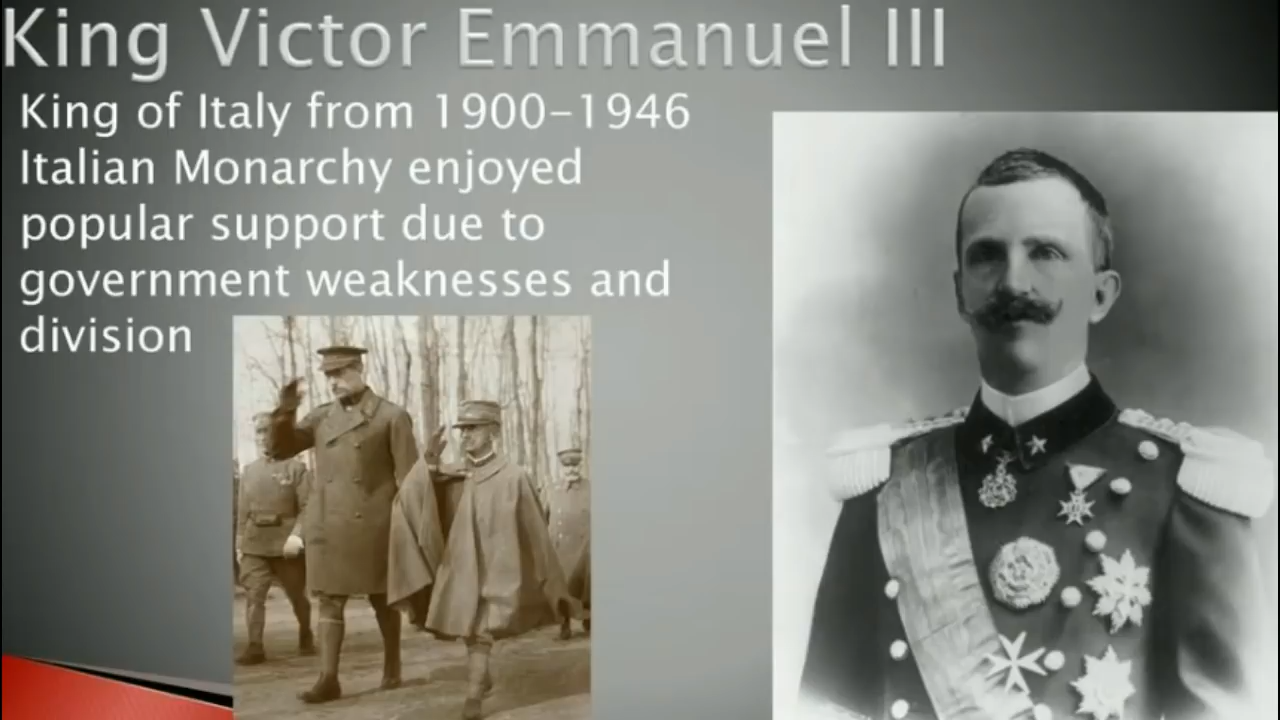 King Victor Emmanuel III
King of Italy from 1900-1946
Italian Monarchy enjoyed
popular support due to
government weaknesses and
division